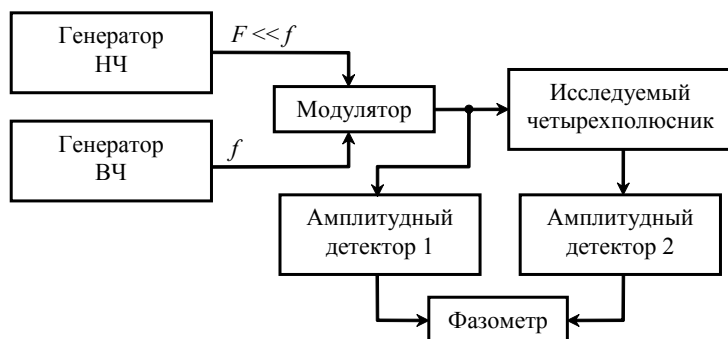 Генератор
НЧ
F << f
Модулятор
Исследуемый
четырехполюсник
Генератор
ВЧ
f
Амплитудный
детектор 1
Амплитудный
детектор 2
Фазометр